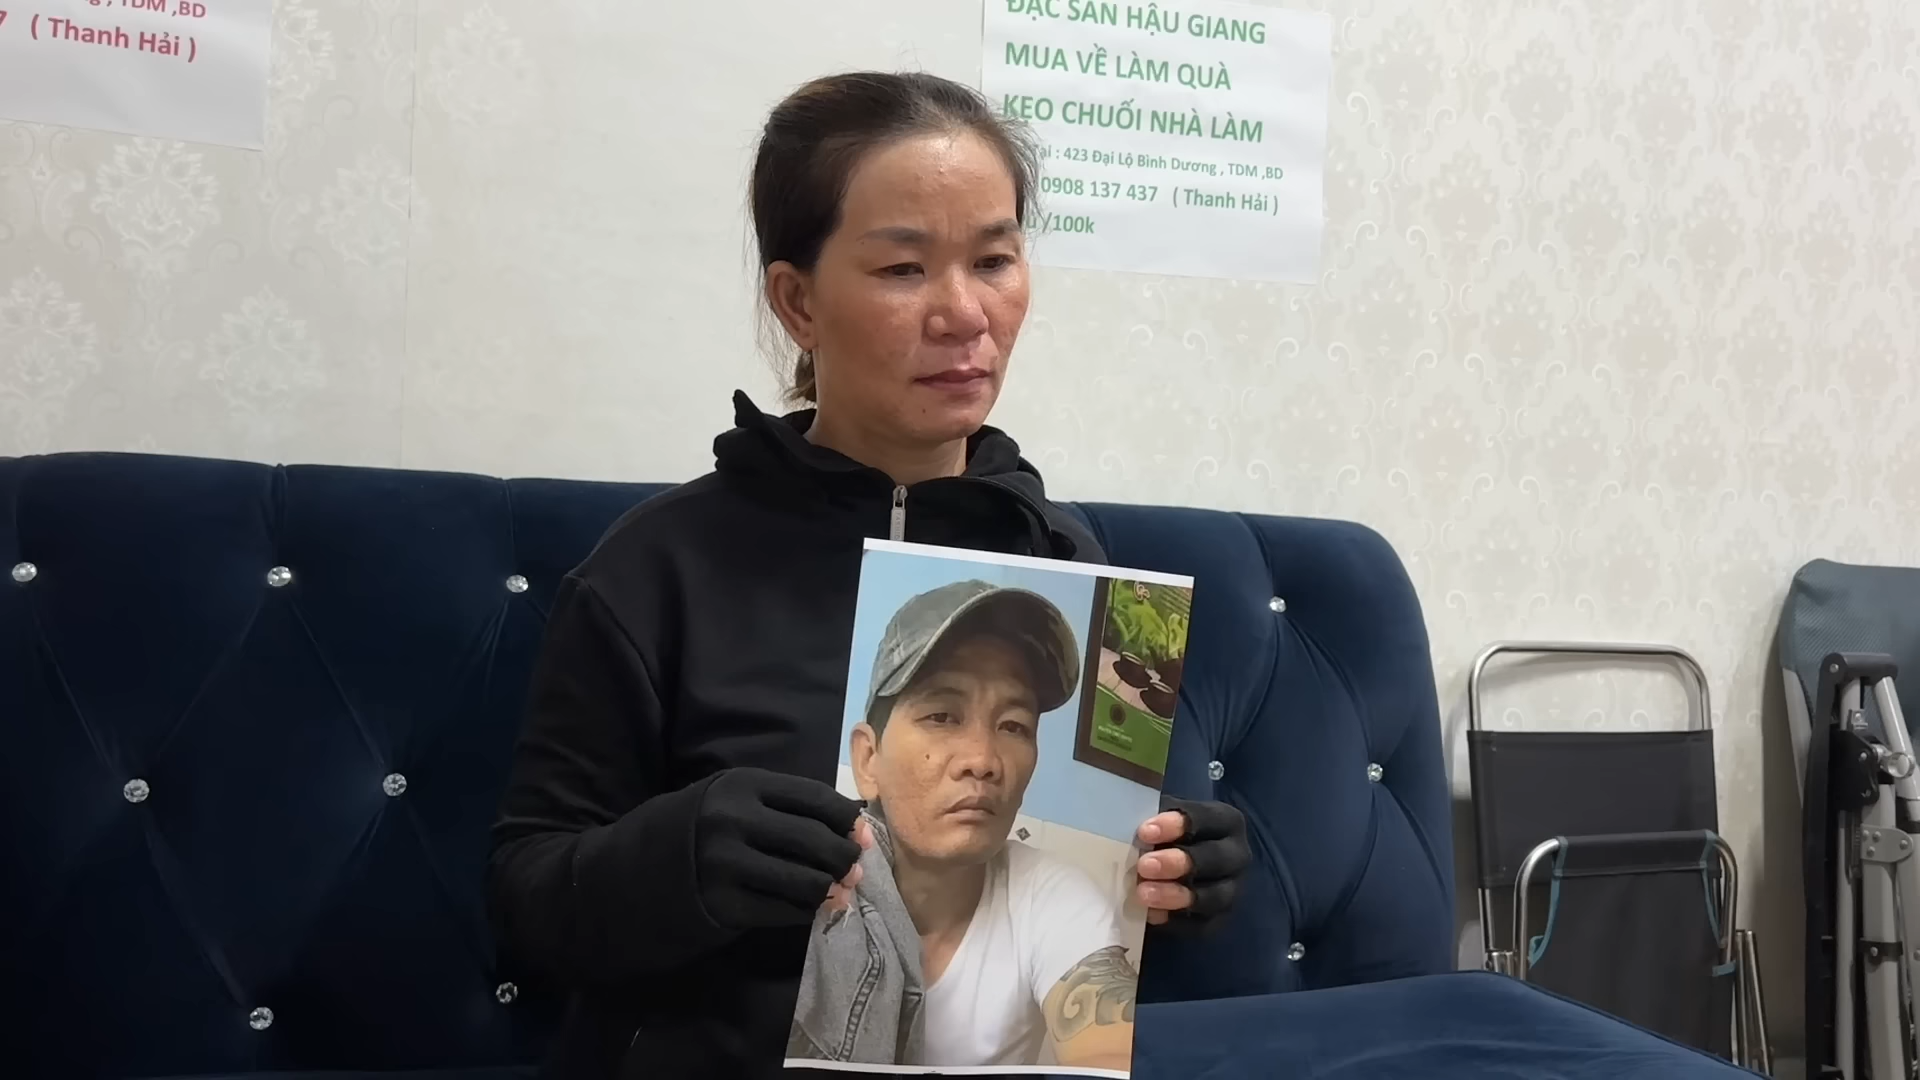 , TDM ,BD
7 ( Thanh Hải )
ĐẶC SẢN HẬU GIANG
MUA VỀ LÀM QUÀ
KẸO CHUỐI NHÀ LÀM
tại : 423 Đại Lộ Bình Dương , TDM ,BD
0908 137 437 ( Thanh Hải )
/100k